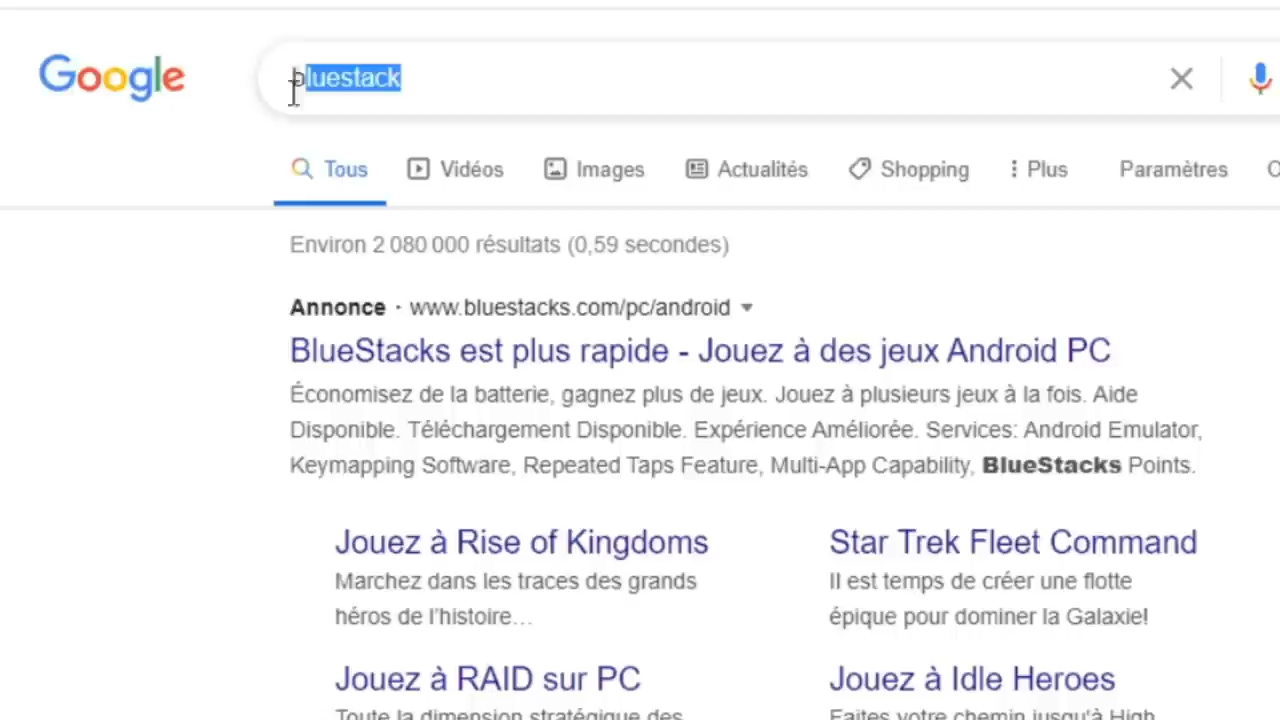 Google
bluestack
Tous Vidéos Images Actualités Shopping Plus Paramètres
Environ 2 080 000 résultats (0,59 secondes)
Annonce · www.bluestacks.com/pc/android
BlueStacks est plus rapide - Jouez à des jeux Android PC
Économisez de la batterie, gagnez plus de jeux. Jouez à plusieurs jeux à la fois. Aide
Disponible. Téléchargement Disponible. Expérience Améliorée. Services: Android Emulator,
Keymapping Software, Repeated Taps Feature, Multi-App Capability, BlueStacks Points.
Jouez à Rise of Kingdoms Star Trek Fleet Command
Marchez dans les traces des grands Il est temps de créer une flotte
héros de l'histoire... épique pour dominer la Galaxie!
Jouez à RAID sur PC Jouez à Idle Heroes
Toute la dimension stratégique des Faites votre chemin jusqu'à High